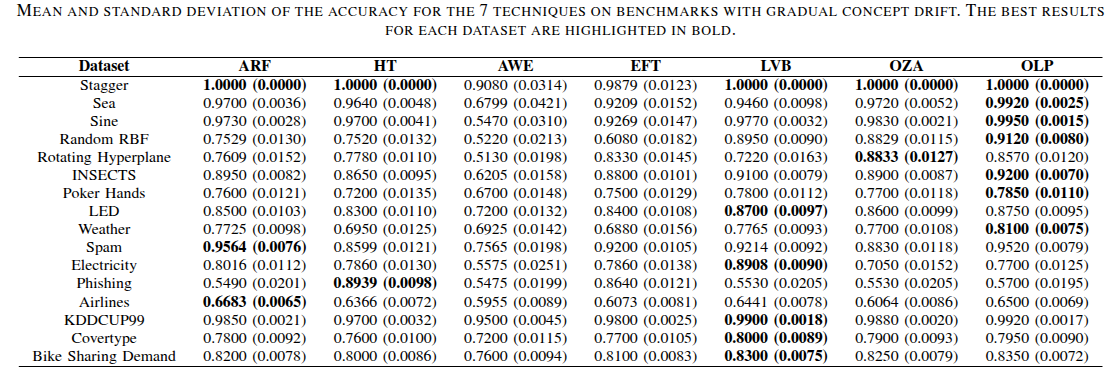 MEAN AND STANDARD DEVIATION OF THE ACCURACY FOR THE 7 TECHNIQUES ON BENCHMARKS WITH GRADUAL CONCEPT DRIFT. THE BEST RESULTS
FOR EACH DATASET ARE HIGHLIGHTED IN BOLD.
Dataset ARF HT AWE EFT LVB OZA OLP
Stagger 1.0000 (0.0000) 1.0000 (0.0000) 0.9080 (0.0314) 0.9879 (0.0123) 1.0000 (0.0000) 1.0000 (0.0000) 1.0000 (0.0000)
Sea 0.9700 (0.0036) 0.9640 (0.0048) 0.6799 (0.0421) 0.9209 (0.0152) 0.9460 (0.0098) 0.9720 (0.0052) 0.9920 (0.0025)
Sine 0.9730 (0.0028) 0.9700 (0.0041) 0.5470 (0.0310) 0.9269 (0.0147) 0.9770 (0.0032) 0.9830 (0.0021) 0.9950 (0.0015)
Random RBF 0.7529 (0.0130) 0.7520 (0.0132) 0.5220 (0.0213) 0.6080 (0.0182) 0.8950 (0.0090) 0.8829 (0.0115) 0.9120 (0.0080)
Rotating Hyperplane 0.7609 (0.0152) 0.7780 (0.0110) 0.5130 (0.0198) 0.8330 (0.0145) 0.7220 (0.0163) 0.8833 (0.0127) 0.8570 (0.0120)
INSECTS 0.8950 (0.0082) 0.8650 (0.0095) 0.6205 (0.0158) 0.8800 (0.0101) 0.9100 (0.0079) 0.8900 (0.0087) 0.9200 (0.0070)
Poker Hands 0.7600 (0.0121) 0.7200 (0.0135) 0.6700 (0.0148) 0.7500 (0.0129) 0.7800 (0.0112) 0.7700 (0.0118) 0.7850 (0.0110)
LED 0.8500 (0.0103) 0.8300 (0.0110) 0.7200 (0.0132) 0.8400 (0.0108) 0.8700 (0.0097) 0.8600 (0.0099) 0.8750 (0.0095)
Weather 0.7725 (0.0098) 0.6950 (0.0125) 0.6925 (0.0142) 0.6880 (0.0156) 0.7765 (0.0093) 0.7700 (0.0108) 0.8100 (0.0075)
Spam 0.9564 (0.0076) 0.8599 (0.0121) 0.7565 (0.0198) 0.9200 (0.0105) 0.9214 (0.0092) 0.8830 (0.0118) 0.9520 (0.0079)
Electricity 0.8016 (0.0112) 0.7860 (0.0130) 0.5575 (0.0251) 0.7860 (0.0138) 0.8908 (0.0090) 0.7050 (0.0152) 0.7700 (0.0125)
Phishing 0.5490 (0.0201) 0.8939 (0.0098) 0.5475 (0.0199) 0.8640 (0.0121) 0.5530 (0.0205) 0.5530 (0.0205) 0.5700 (0.0195)
Airlines 0.6683 (0.0065) 0.6366 (0.0072) 0.5955 (0.0089) 0.6073 (0.0081) 0.6441 (0.0078) 0.6064 (0.0086) 0.6500 (0.0069)
KDDCUP99 0.9850 (0.0021) 0.9700 (0.0032) 0.9500 (0.0045) 0.9800 (0.0025) 0.9900 (0.0018) 0.9880 (0.0020) 0.9920 (0.0017)
Covertype 0.7800 (0.0092) 0.7600 (0.0100) 0.7200 (0.0115) 0.7700 (0.0105) 0.8000 (0.0089) 0.7900 (0.0093) 0.7950 (0.0090)
Bike Sharing Demand 0.8200 (0.0078) 0.8000 (0.0086) 0.7600 (0.0094) 0.8100 (0.0083) 0.8300 (0.0075) 0.8250 (0.0079) 0.8350 (0.0072)